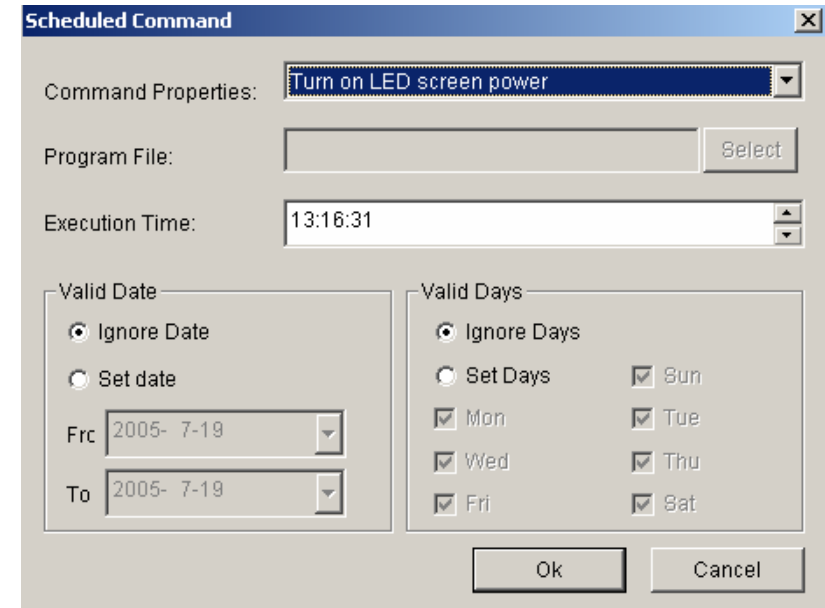 Scheduled Command
Command Properties: Turn on LED screen power
Program File: Select
Execution Time: 13:16:31
Valid Date
Ignore Date
Set date
Frc 2005- 7-19
To 2005- 7-19
Valid Days
Ignore Days
Set Days Sun
Mon Tue
Wed Thu
Fri Sat
Ok Cancel